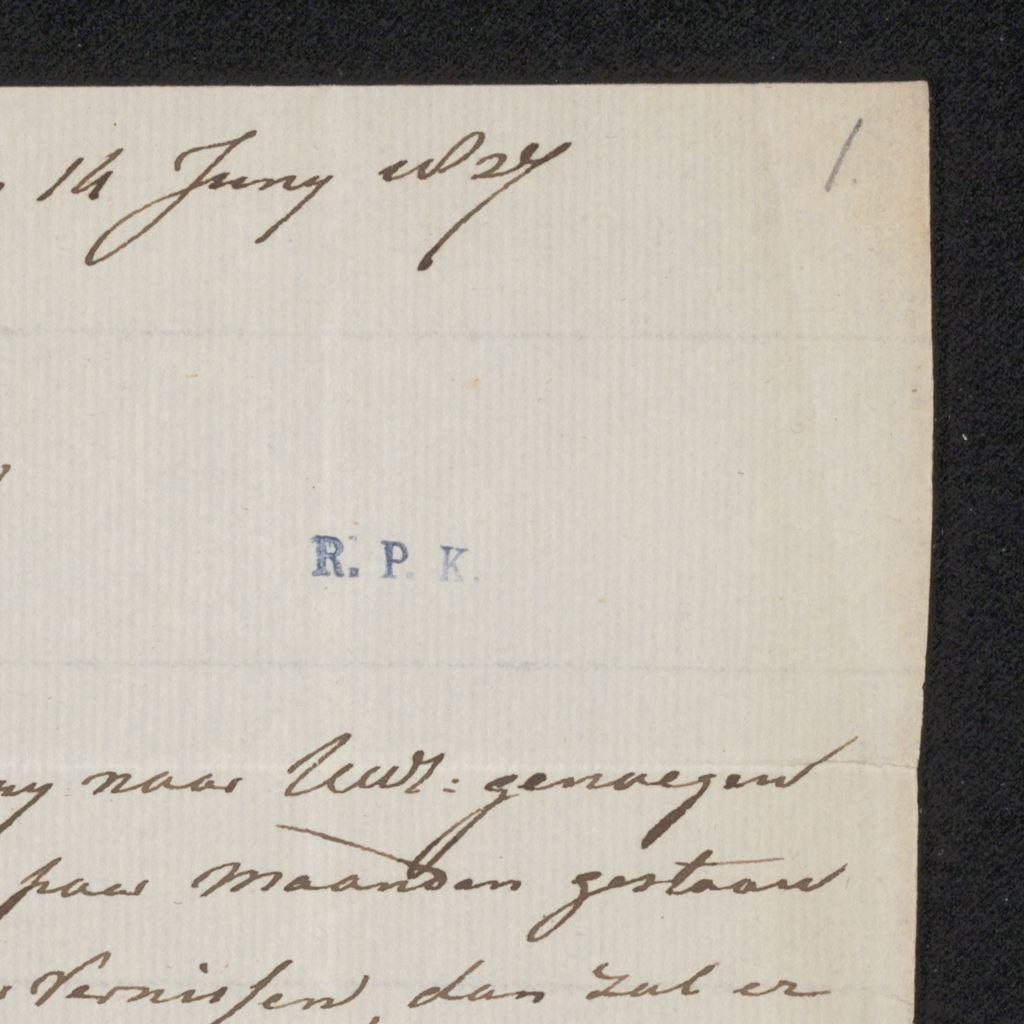 14 Juny 1827
1.
R. P. K.
naar UwE: genoegen
paar maanden gestaan
Vernissen, dan zal er